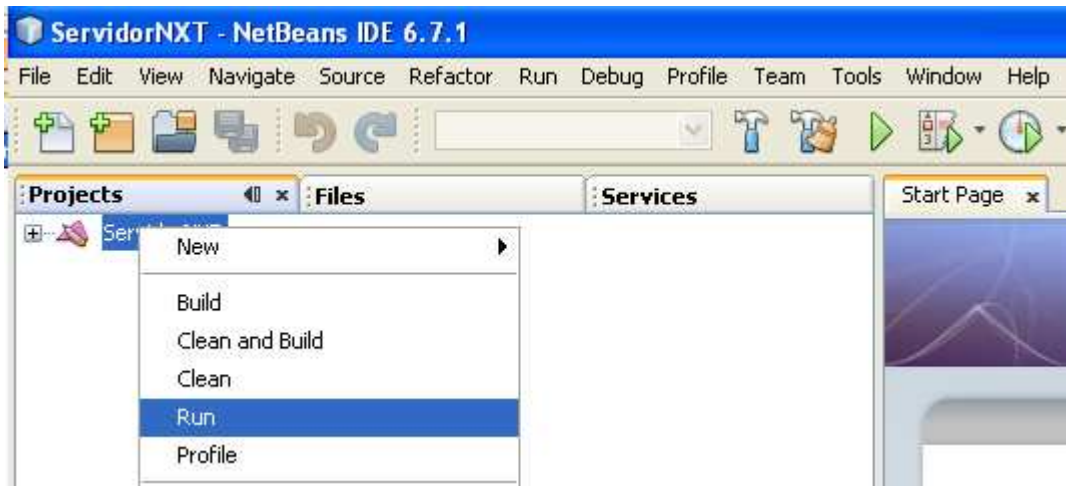 ServidorNXT - NetBeans IDE 6.7.1
File Edit View Navigate Source Refactor Run Debug Profile Team Tools Window Help
Projects Files Services Start Page
New
Build
Clean and Build
Clean
Run
Profile